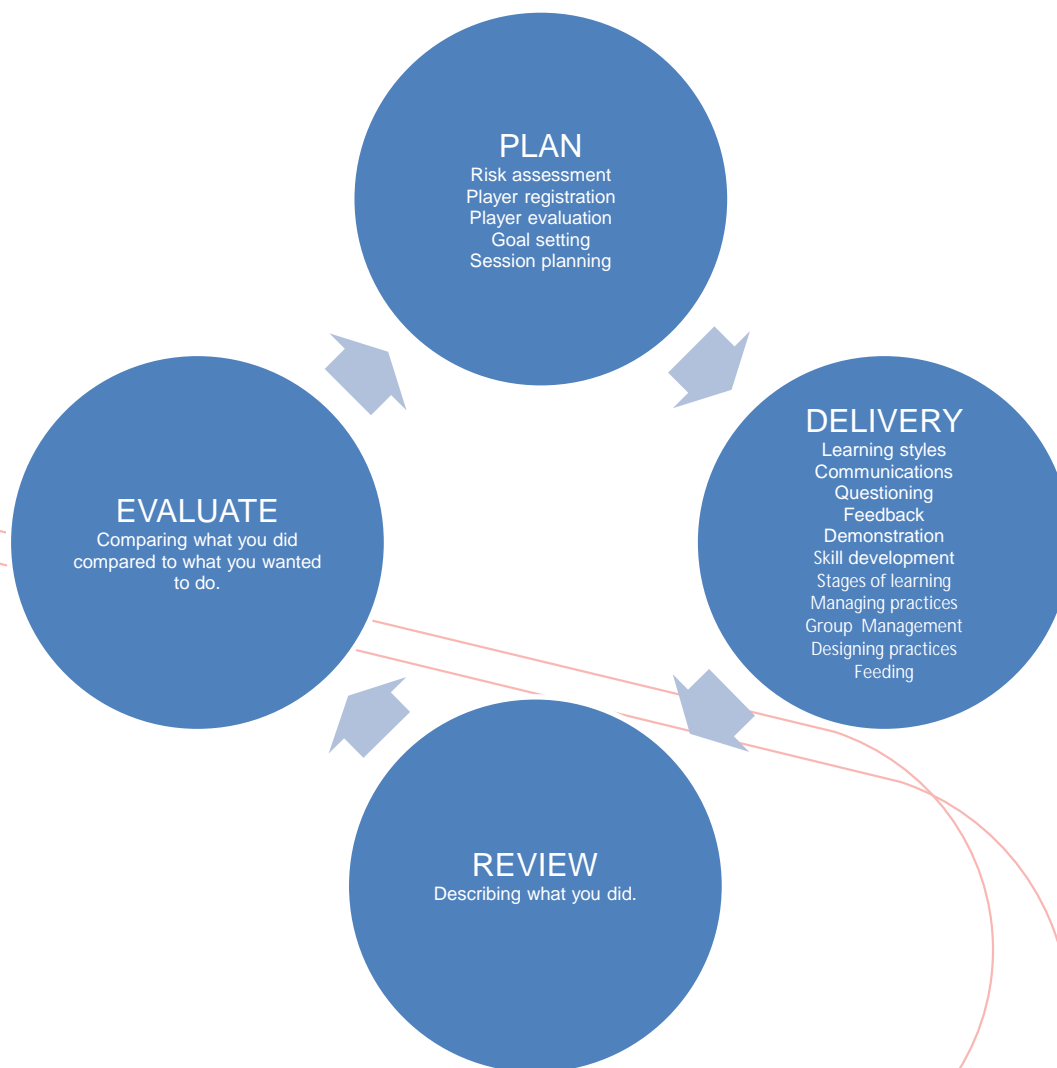 PLAN
Risk assessment
Player registration
Player evaluation
Goal setting
Session planning
DELIVERY
Learning styles
Communications
Questioning
Feedback
Demonstration
Skill development
Stages of learning
Managing practices
Group Management
Designing practices
Feeding
REVIEW
Describing what you did.
EVALUATE
Comparing what you did
compared to what you wanted
to do.